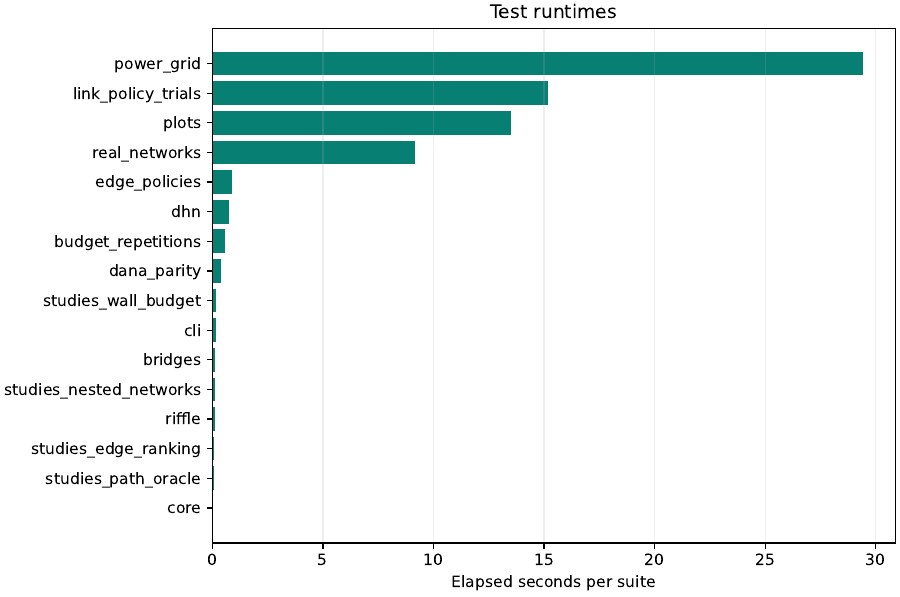 Test runtimes
power_grid
link_policy_trials
plots
real_networks
edge_policies
dhn
budget_repetitions
dana_parity
studies_wall_budget
cli
bridges
studies_nested_networks
riffle
studies_edge_ranking
studies_path_oracle
core
0 5 10 15 20 25 30
Elapsed seconds per suite